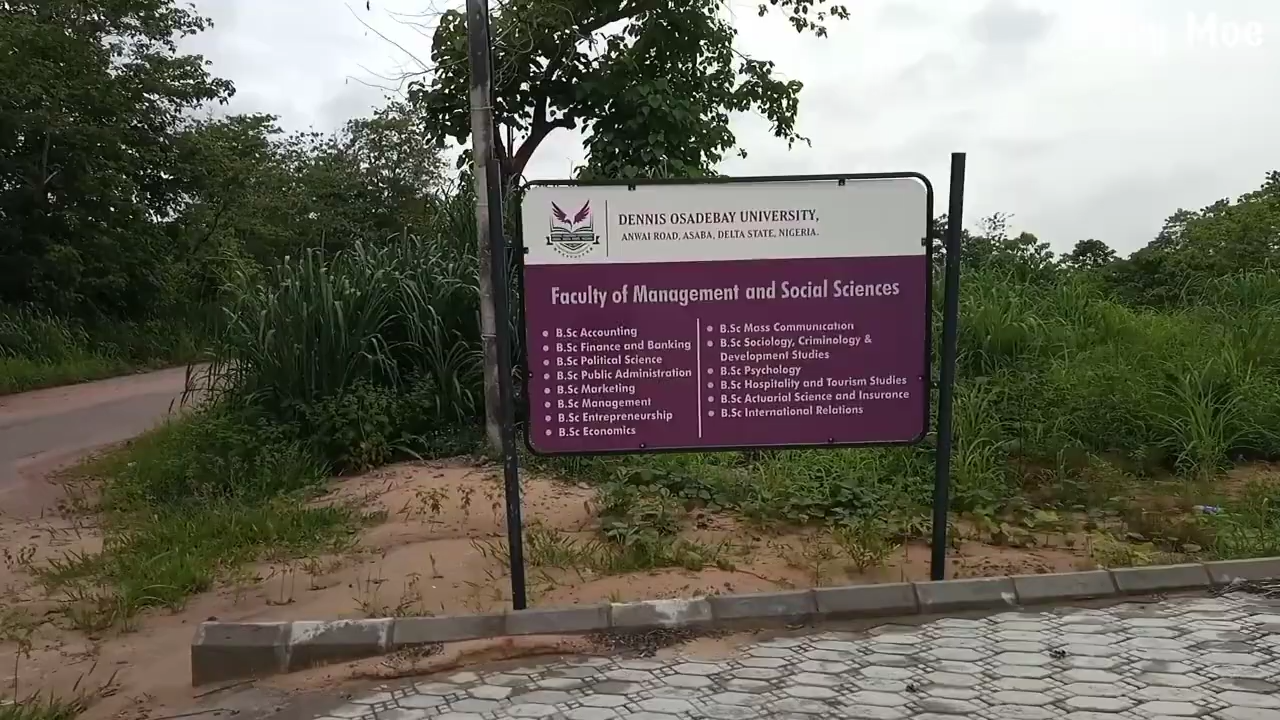 Moe
DENNIS OSADEBAY UNIVERSITY,
ANWAI ROAD, ASABA, DELTA STATE, NIGERIA.
Faculty of Management and Social Sciences
B.Sc Accounting
B.Sc Finance and Banking
B.Sc Political Science
B.Sc Public Administration
B.Sc Marketing
B.Sc Management
B.Sc Entrepreneurship
B.Sc Economics
B.Sc Mass Communication
B.Sc Sociology, Criminology &
Development Studies
B.Sc Psychology
B.Sc Hospitality and Tourism Studies
B.Sc Actuarial Science and Insurance
B.Sc International Relations